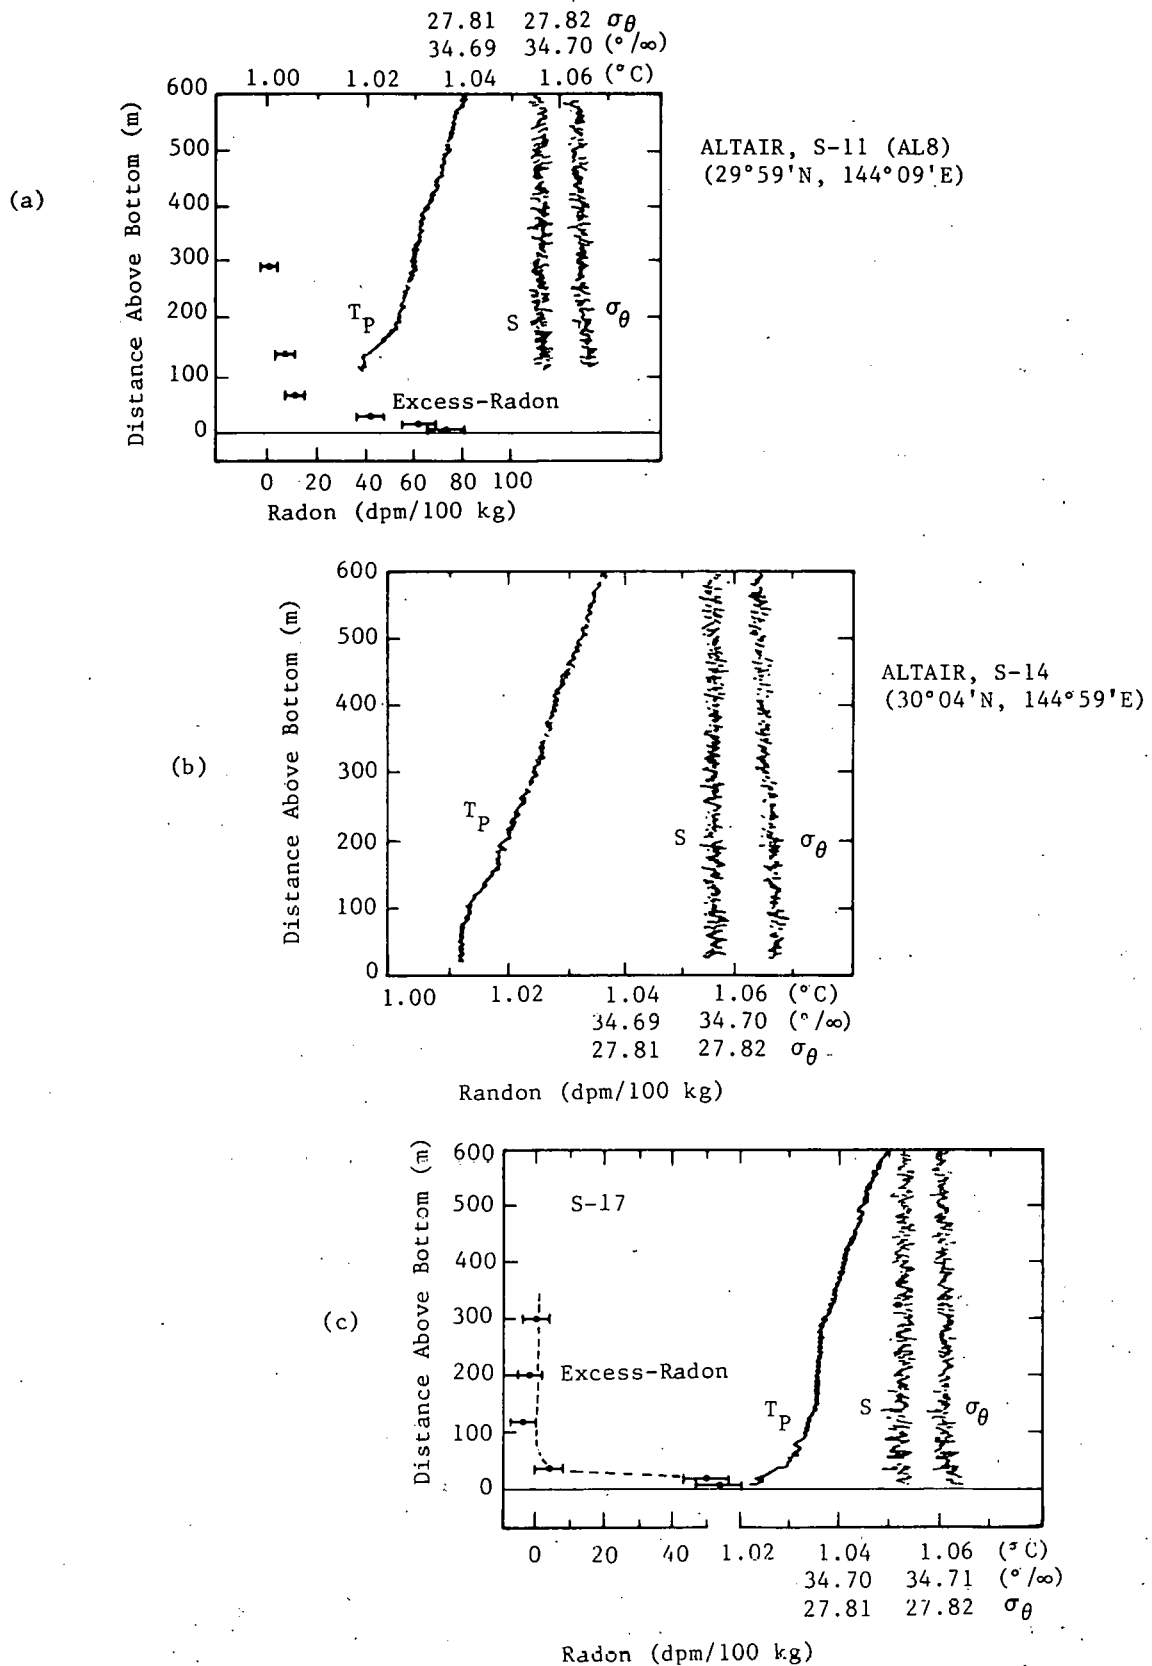 27.81 27.82 σθ
34.69 34.70 (°/∞)
1.00 1.02 1.04 1.06 (°C)
(a)
Distance Above Bottom (m)
600
500
400
300
200
100
0
TP
S
σθ
Excess-Radon
0 20 40 60 80 100
Radon (dpm/100 kg)
ALTAIR, S-11 (AL8)
(29°59'N, 144°09'E)
(b)
Distance Above Bottom (m)
600
500
400
300
200
100
0
TP
S
σθ
1.00 1.02 1.04 1.06 (°C)
34.69 34.70 (°/∞)
27.81 27.82 σθ
Randon (dpm/100 kg)
ALTAIR, S-14
(30°04'N, 144°59'E)
(c)
Distance Above Bottom (m)
600
500
400
300
200
100
0
S-17
Excess-Radon
TP
S
σθ
0 20 40 1.02 1.04 1.06 (°C)
34.70 34.71 (°/∞)
27.81 27.82 σθ
Radon (dpm/100 kg)